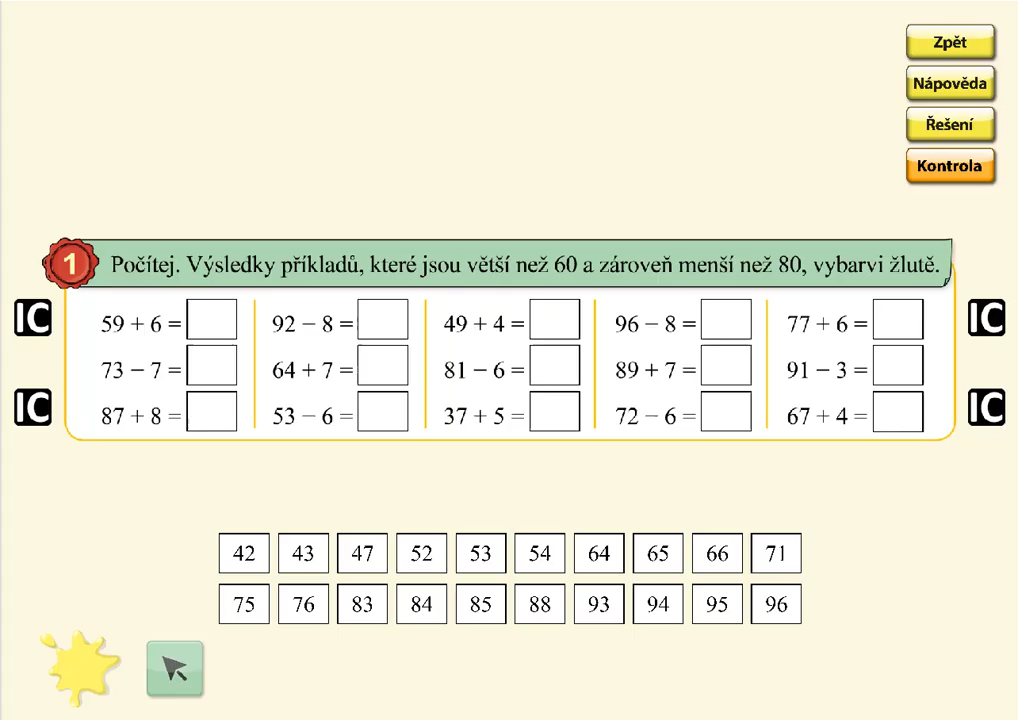 Zpět
Nápověda
Řešení
Kontrola
1 Počítej. Výsledky příkladů, které jsou větší než 60 a zároveň menší než 80, vybarvi žlutě.
IC 59 + 6 = 92 − 8 = 49 + 4 = 96 − 8 = 77 + 6 = IC
73 − 7 = 64 + 7 = 81 − 6 = 89 + 7 = 91 − 3 =
IC 87 + 8 = 53 − 6 = 37 + 5 = 72 − 6 = 67 + 4 = IC
42 43 47 52 53 54 64 65 66 71
75 76 83 84 85 88 93 94 95 96